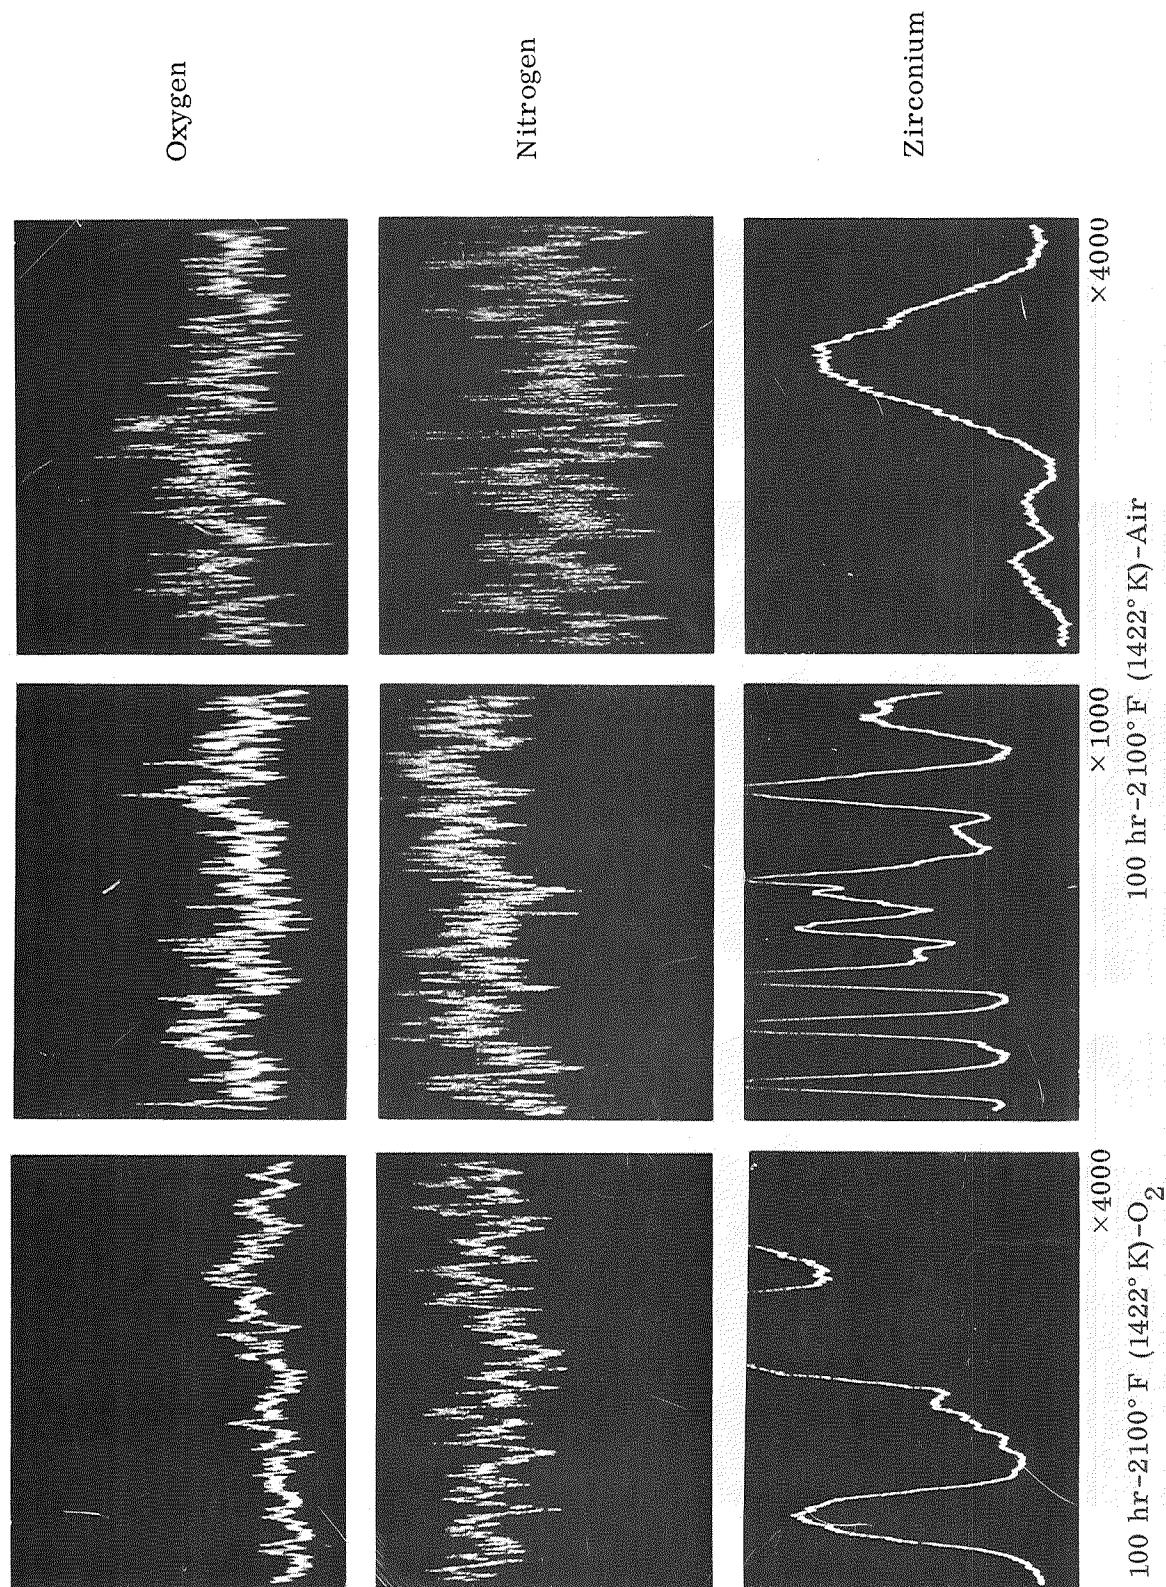 Oxygen
Nitrogen
Zirconium
×4000
×1000
×4000
100 hr-2100° F (1422° K)-O2
100 hr-2100° F (1422° K)-Air